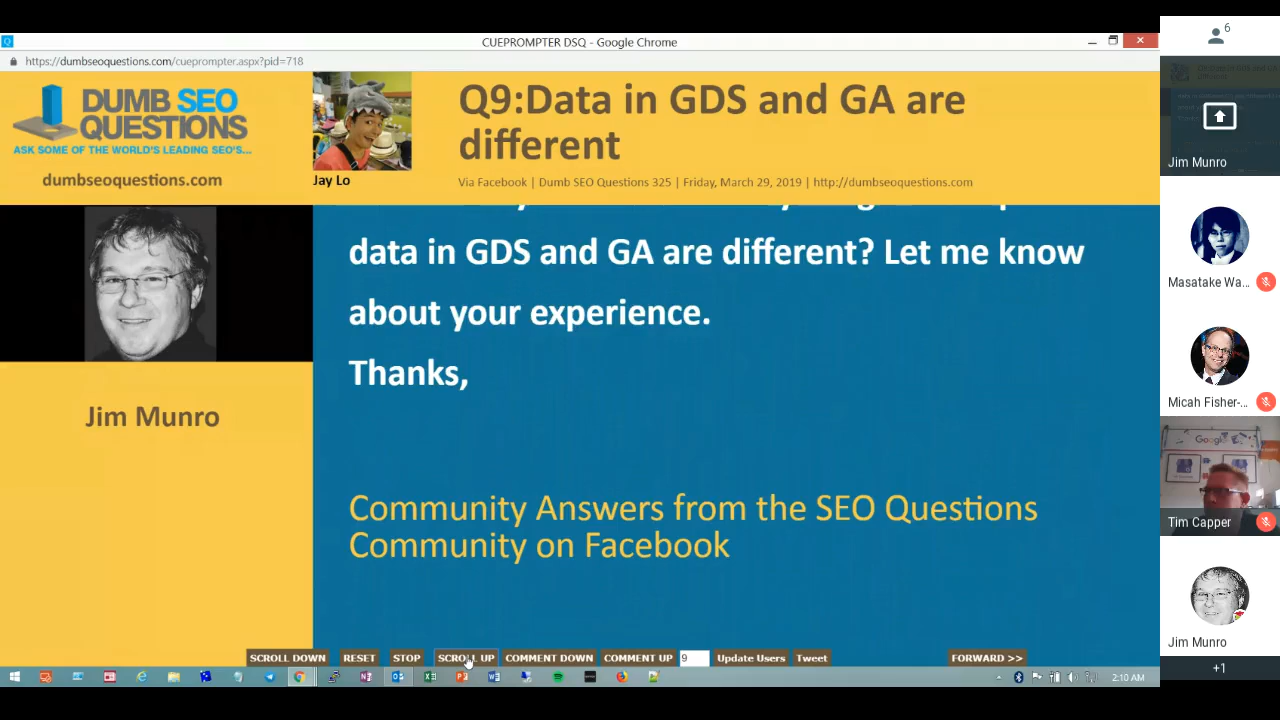 CUEPROMPTER DSQ - Google Chrome
https://dumbseoquestions.com/cueprompter.aspx?pid=718
DUMB SEO
QUESTIONS
ASK SOME OF THE WORLD'S LEADING SEO'S...
dumbseoquestions.com
Jay Lo
Q9:Data in GDS and GA are
different
Via Facebook | Dumb SEO Questions 325 | Friday, March 29, 2019 | http://dumbseoquestions.com
Jim Munro
data in GDS and GA are different? Let me know
about your experience.
Thanks,
Community Answers from the SEO Questions
Community on Facebook
SCROLL DOWN RESET STOP SCROLL UP COMMENT DOWN COMMENT UP 9 Update Users Tweet FORWARD >>
2:10 AM
6
Jim Munro
Masatake Wa...
Micah Fisher-...
Google
Tim Capper
Jim Munro
+1